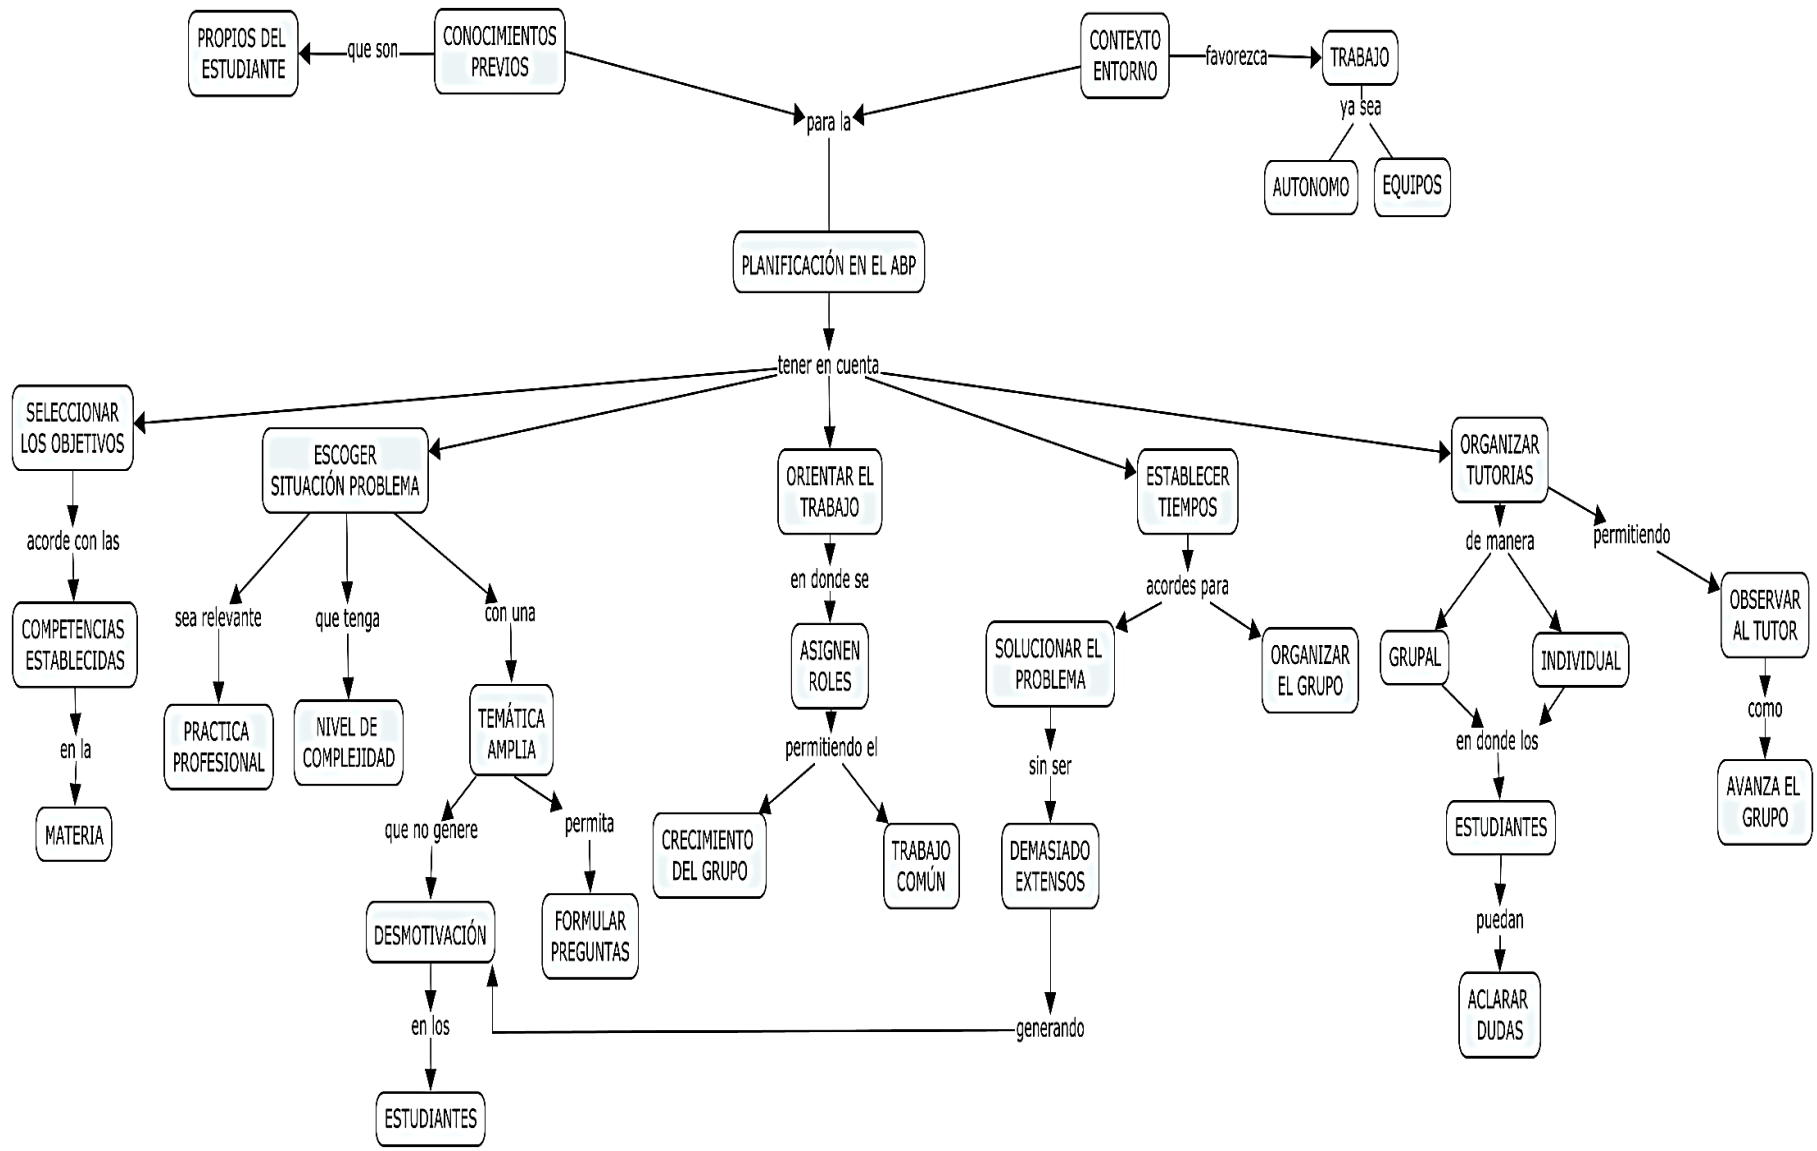 PROPIOS DEL
ESTUDIANTE
que son
CONOCIMIENTOS
PREVIOS
CONTEXTO
ENTORNO
favorezca
TRABAJO
ya sea
AUTONOMO
EQUIPOS
para la
PLANIFICACIÓN EN EL ABP
tener en cuenta
SELECCIONAR
LOS OBJETIVOS
acorde con las
COMPETENCIAS
ESTABLECIDAS
en la
MATERIA
ESCOGER
SITUACIÓN PROBLEMA
sea relevante
PRACTICA
PROFESIONAL
que tenga
NIVEL DE
COMPLEJIDAD
con una
TEMÁTICA
AMPLIA
que no genere
DESMOTIVACIÓN
en los
ESTUDIANTES
permita
FORMULAR
PREGUNTAS
ORIENTAR EL
TRABAJO
en donde se
ASIGNEN
ROLES
permitiendo el
CRECIMIENTO
DEL GRUPO
TRABAJO
COMÚN
ESTABLECER
TIEMPOS
acordes para
SOLUCIONAR EL
PROBLEMA
sin ser
DEMASIADO
EXTENSOS
generando
ORGANIZAR
EL GRUPO
ORGANIZAR
TUTORIAS
de manera
GRUPAL
INDIVIDUAL
en donde los
ESTUDIANTES
puedan
ACLARAR
DUDAS
permitiendo
OBSERVAR
AL TUTOR
como
AVANZA EL
GRUPO